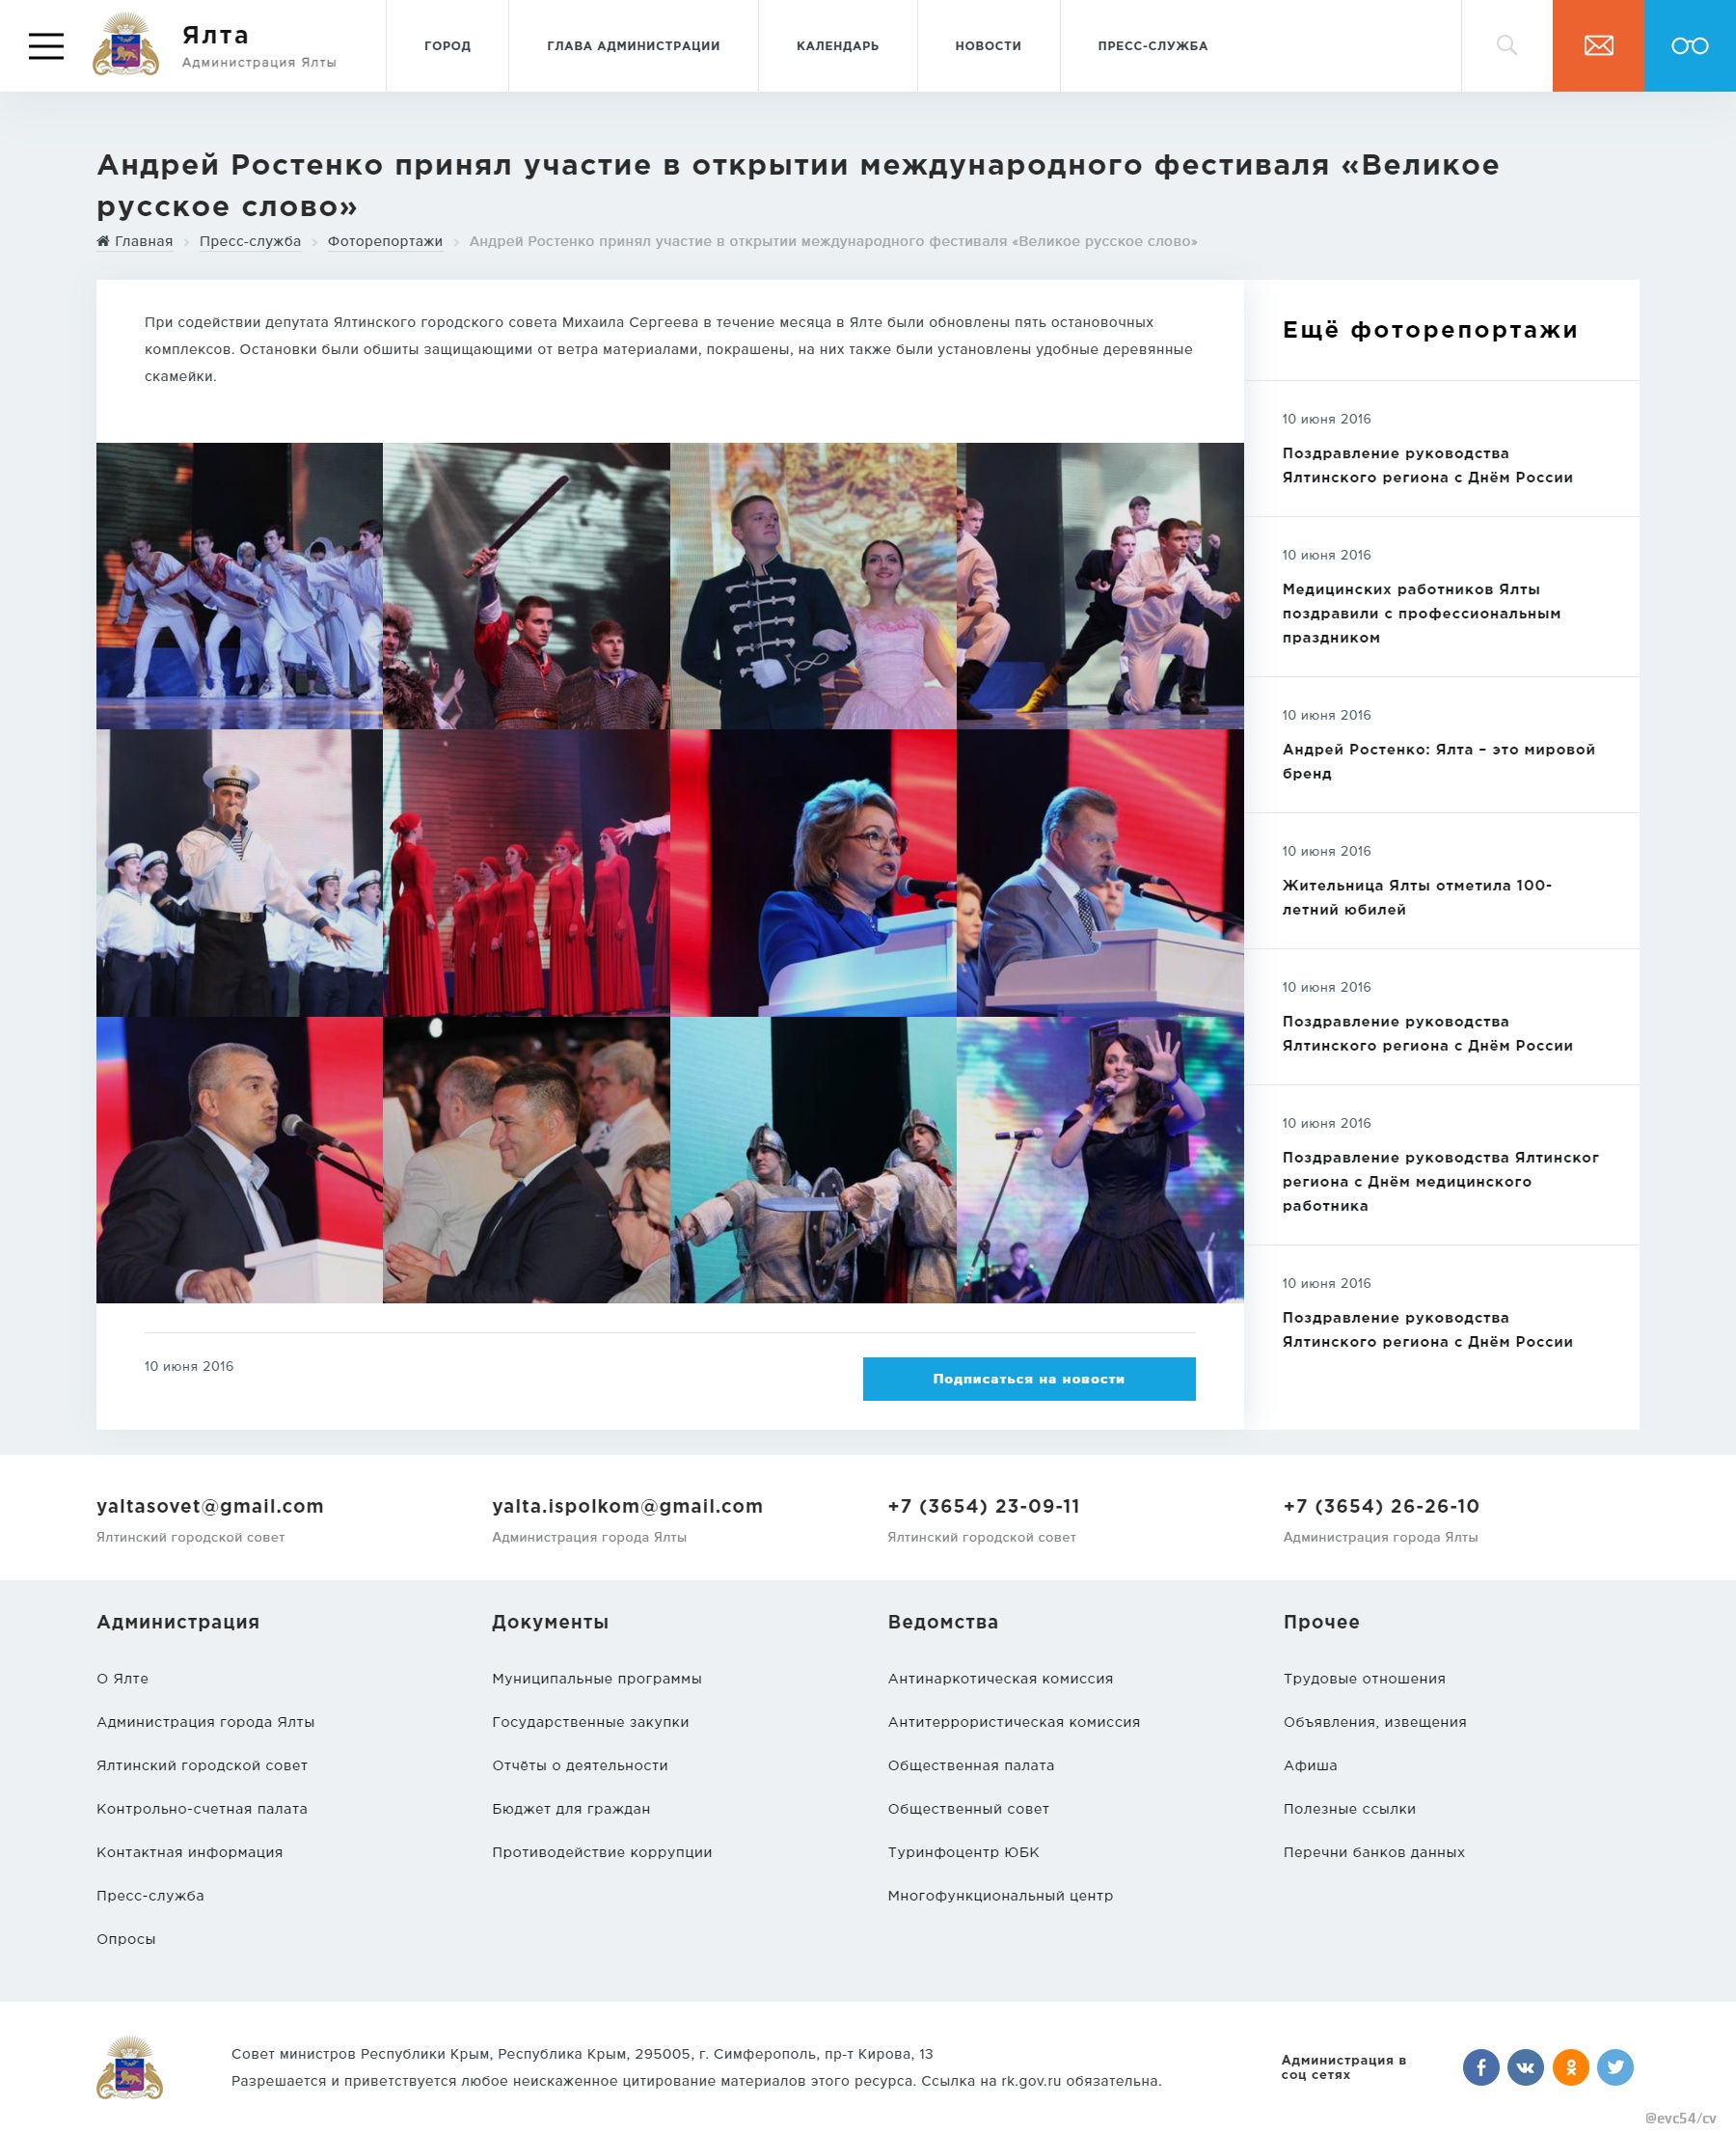 Ялта
Администрация Ялты
ГОРОД
ГЛАВА АДМИНИСТРАЦИИ
КАЛЕНДАРЬ
НОВОСТИ
ПРЕСС-СЛУЖБА
Андрей Ростенко принял участие в открытии международного фестиваля «Великое
русское слово»
Главная › Пресс-служба › Фоторепортажи › Андрей Ростенко принял участие в открытии международного фестиваля «Великое русское слово»
При содействии депутата Ялтинского городского совета Михаила Сергеева в течение месяца в Ялте были обновлены пять остановочных
комплексов. Остановки были обшиты защищающими от ветра материалами, покрашены, на них также были установлены удобные деревянные
скамейки.
10 июня 2016
Подписаться на новости
Ещё фоторепортажи
10 июня 2016
Поздравление руководства
Ялтинского региона с Днём России
10 июня 2016
Медицинских работников Ялты
поздравили с профессиональным
праздником
10 июня 2016
Андрей Ростенко: Ялта – это мировой
бренд
10 июня 2016
Жительница Ялты отметила 100-
летний юбилей
10 июня 2016
Поздравление руководства
Ялтинского региона с Днём России
10 июня 2016
Поздравление руководства Ялтинског
региона с Днём медицинского
работника
10 июня 2016
Поздравление руководства
Ялтинского региона с Днём России
yaltasovet@gmail.com
Ялтинский городской совет
yalta.ispolkom@gmail.com
Администрация города Ялты
+7 (3654) 23-09-11
Ялтинский городской совет
+7 (3654) 26-26-10
Администрация города Ялты
Администрация
О Ялте
Администрация города Ялты
Ялтинский городской совет
Контрольно-счетная палата
Контактная информация
Пресс-служба
Опросы
Документы
Муниципальные программы
Государственные закупки
Отчёты о деятельности
Бюджет для граждан
Противодействие коррупции
Ведомства
Антинаркотическая комиссия
Антитеррористическая комиссия
Общественная палата
Общественный совет
Туринфоцентр ЮБК
Многофункциональный центр
Прочее
Трудовые отношения
Объявления, извещения
Афиша
Полезные ссылки
Перечни банков данных
Совет министров Республики Крым, Республика Крым, 295005, г. Симферополь, пр-т Кирова, 13
Разрешается и приветствуется любое неискаженное цитирование материалов этого ресурса. Ссылка на rk.gov.ru обязательна.
Администрация в
соц сетях
@evc54/cv